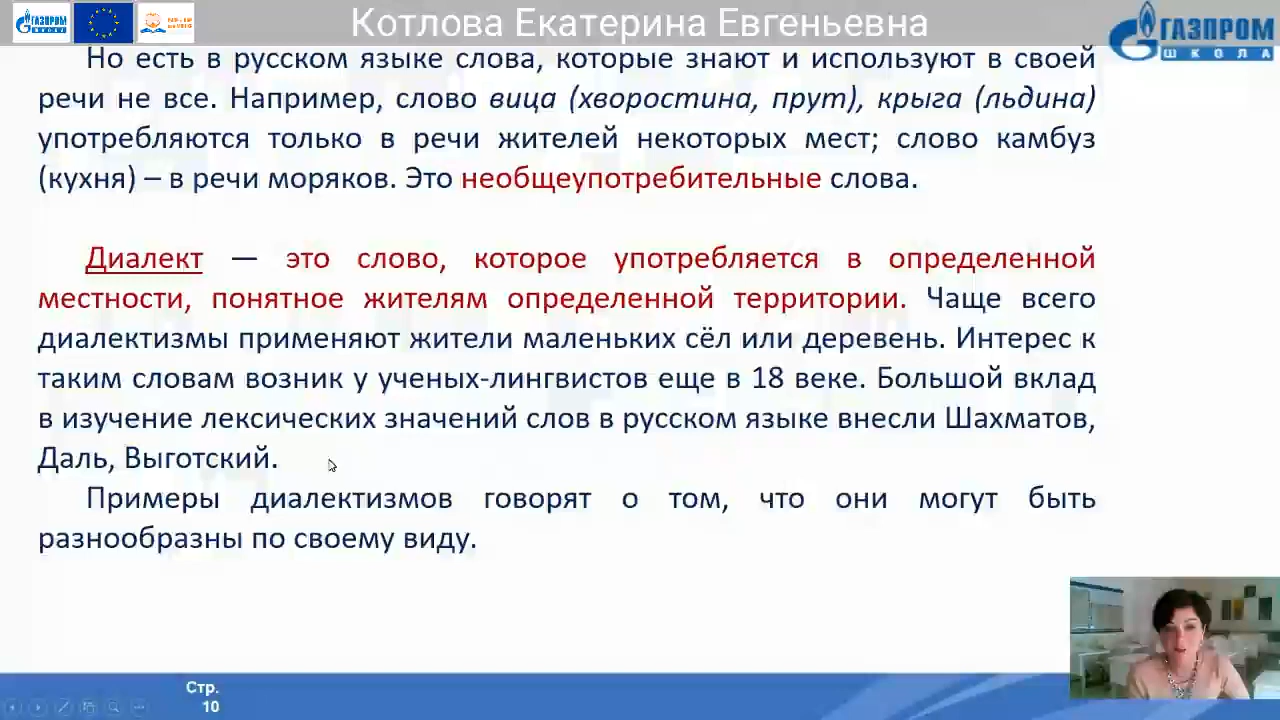 Котлова Екатерина Евгеньевна
ГАЗПРОМ
ШКОЛА
Но есть в русском языке слова, которые знают и используют в своей
речи не все. Например, слово вица (хворостина, прут), крыга (льдина)
употребляются только в речи жителей некоторых мест; слово камбуз
(кухня) – в речи моряков. Это необщеупотребительные слова.
Диалект — это слово, которое употребляется в определенной
местности, понятное жителям определенной территории. Чаще всего
диалектизмы применяют жители маленьких сёл или деревень. Интерес к
таким словам возник у ученых-лингвистов еще в 18 веке. Большой вклад
в изучение лексических значений слов в русском языке внесли Шахматов,
Даль, Выготский.
Примеры диалектизмов говорят о том, что они могут быть
разнообразны по своему виду.
Стр.
10